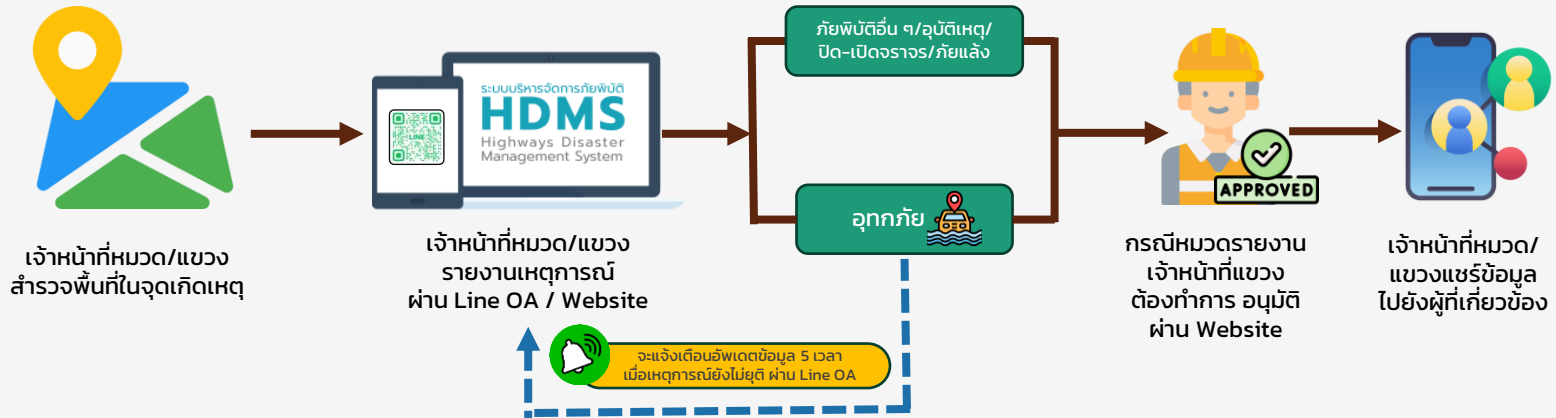 เจ้าหน้าที่หมวด/แขวง
สำรวจพื้นที่ในจุดเกิดเหตุ
LINE
ระบบบริหารจัดการภัยพิบัติ
HDMS
Highways Disaster
Management System
เจ้าหน้าที่หมวด/แขวง
รายงานเหตุการณ์
ผ่าน Line OA / Website
ภัยพิบัติอื่น ๆ/อุบัติเหตุ/
ปิด-เปิดจราจร/ภัยแล้ง
อุทกภัย
จะแจ้งเตือนอัพเดตข้อมูล 5 เวลา
เมื่อเหตุการณ์ยังไม่ยุติ ผ่าน Line OA
APPROVED
กรณีหมวดรายงาน
เจ้าหน้าที่แขวง
ต้องทำการ อนุมัติ
ผ่าน Website
เจ้าหน้าที่หมวด/
แขวงแชร์ข้อมูล
ไปยังผู้ที่เกี่ยวข้อง